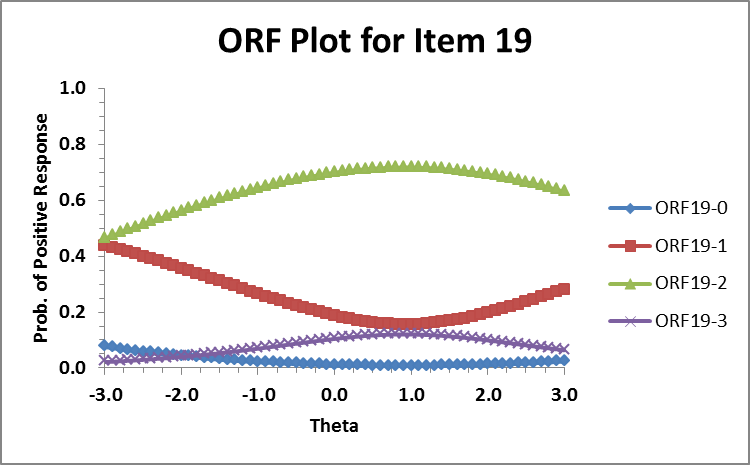 ORF Plot for Item 19
Prob. of Positive Response
1.0
0.8
0.6
0.4
0.2
0.0
-3.0 -2.0 -1.0 0.0 1.0 2.0 3.0
Theta
ORF19-0
ORF19-1
ORF19-2
ORF19-3